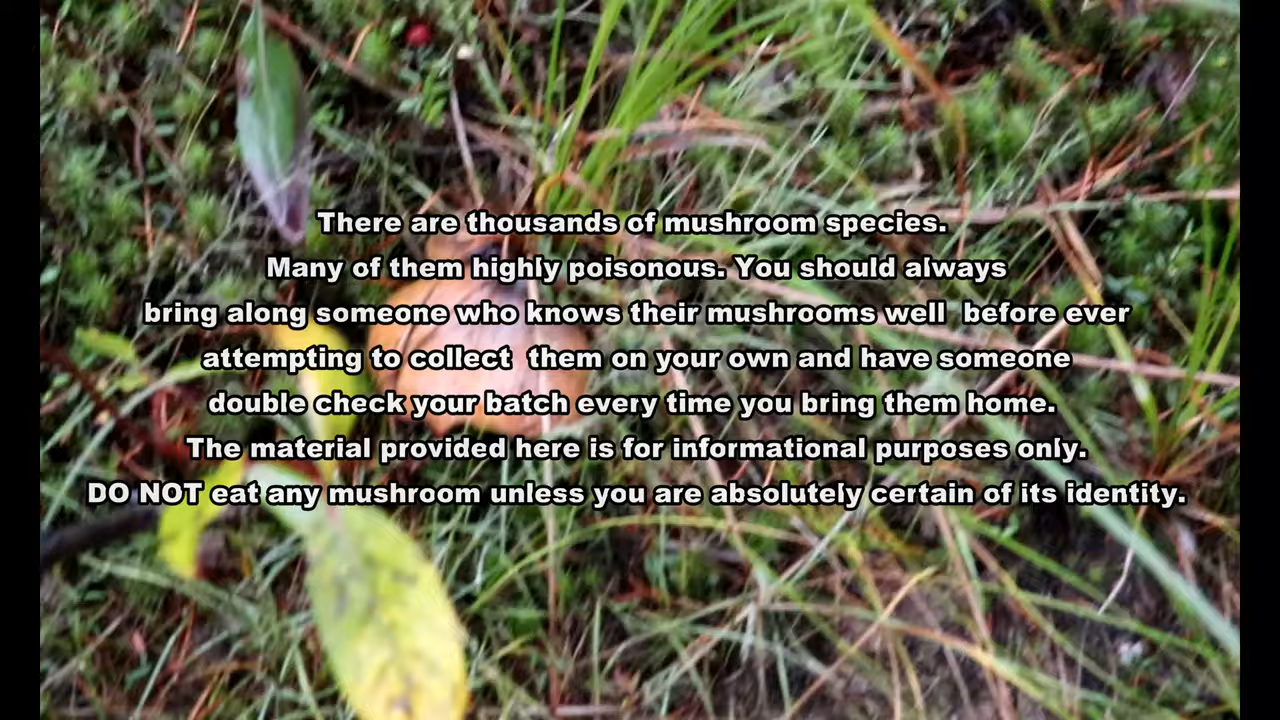 There are thousands of mushroom species.
Many of them highly poisonous. You should always
bring along someone who knows their mushrooms well  before ever
attempting to collect  them on your own and have someone
double check your batch every time you bring them home.
The material provided here is for informational purposes only.
DO NOT eat any mushroom unless you are absolutely certain of its identity.